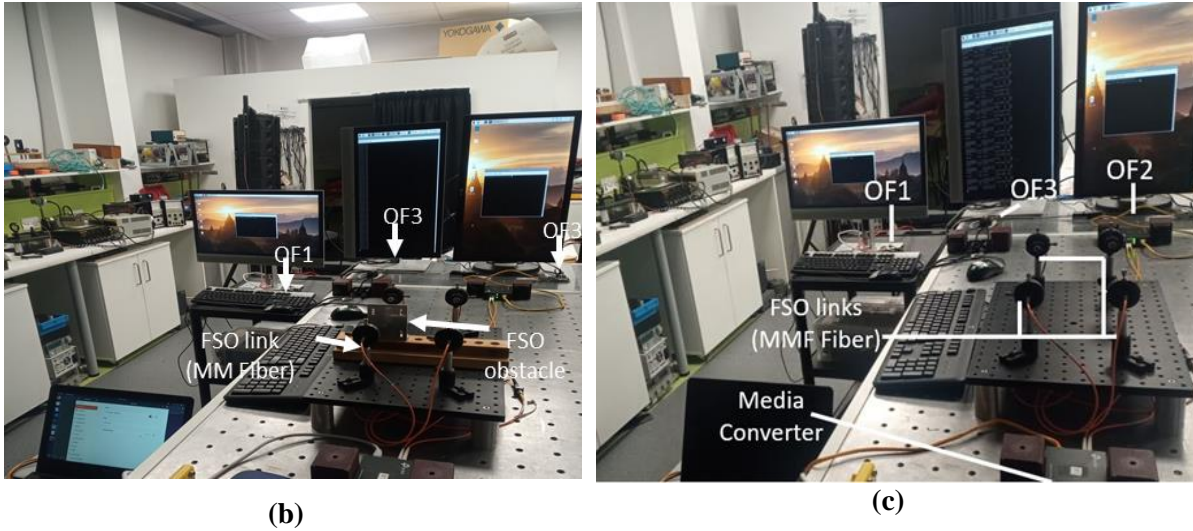 YOKOGAWA
OF3
OF3
OF1
FSO link
(MM Fiber)
FSO
obstacle
(b)
OF1
OF3
OF2
FSO links
(MMF Fiber)
Media
Converter
(c)